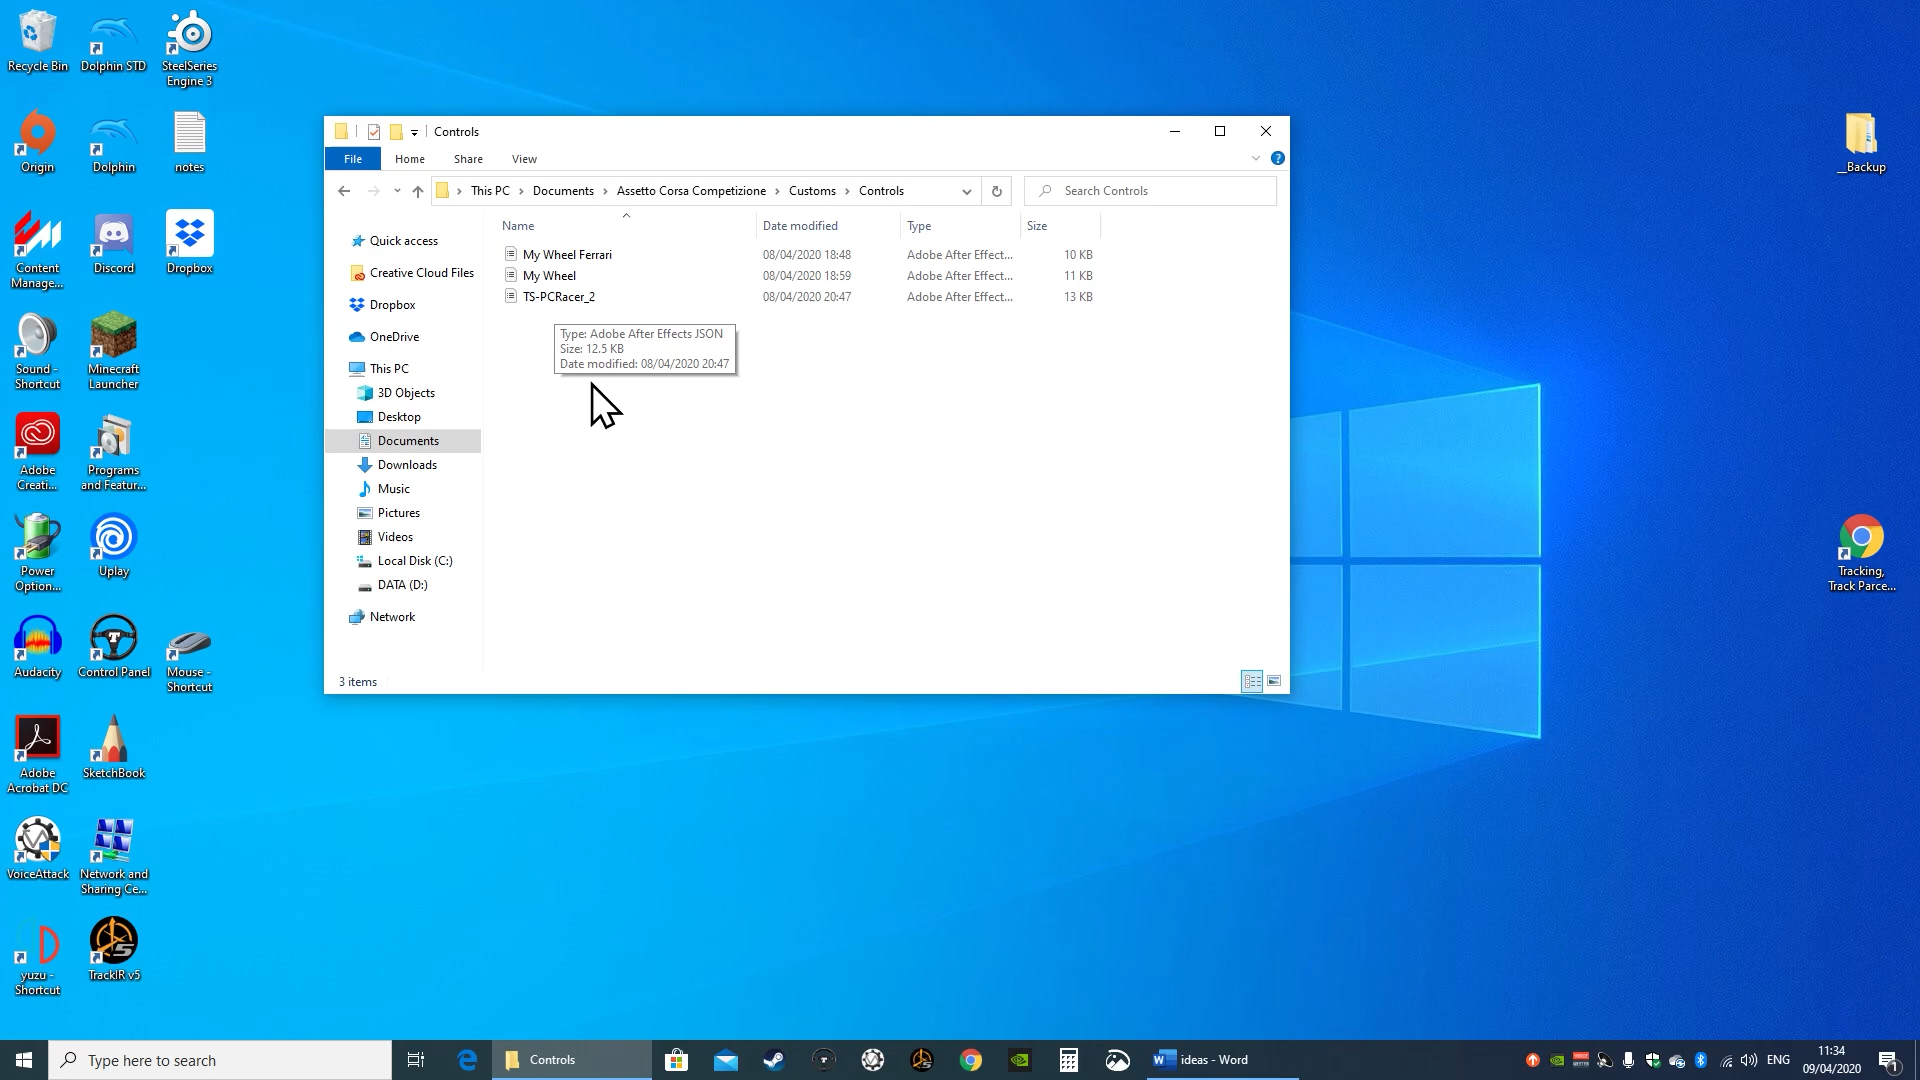 Recycle Bin
Dolphin STD
SteelSeries
Engine 3
Origin
Dolphin
notes
Content
Manage...
Discord
Dropbox
Sound -
Shortcut
Minecraft
Launcher
Adobe
Creati...
Programs
and Featur...
Power
Option...
Uplay
Audacity
Control Panel
Mouse -
Shortcut
Adobe
Acrobat DC
SketchBook
VoiceAttack
Network and
Sharing Ce...
yuzu -
Shortcut
TrackIR v5
Controls
File
Home
Share
View
This PC
Documents
Assetto Corsa Competizione
Customs
Controls
Search Controls
Name
Date modified
Type
Size
My Wheel Ferrari
08/04/2020 18:48
Adobe After Effect...
10 KB
My Wheel
08/04/2020 18:59
Adobe After Effect...
11 KB
TS-PCRacer_2
08/04/2020 20:47
Adobe After Effect...
13 KB
Type: Adobe After Effects JSON
Size: 12.5 KB
Date modified: 08/04/2020 20:47
Quick access
Creative Cloud Files
Dropbox
OneDrive
This PC
3D Objects
Desktop
Documents
Downloads
Music
Pictures
Videos
Local Disk (C:)
DATA (D:)
Network
3 items
__Backup
Tracking,
Track Parce...
Type here to search
Controls
ideas - Word
ENG
11:34
09/04/2020
1